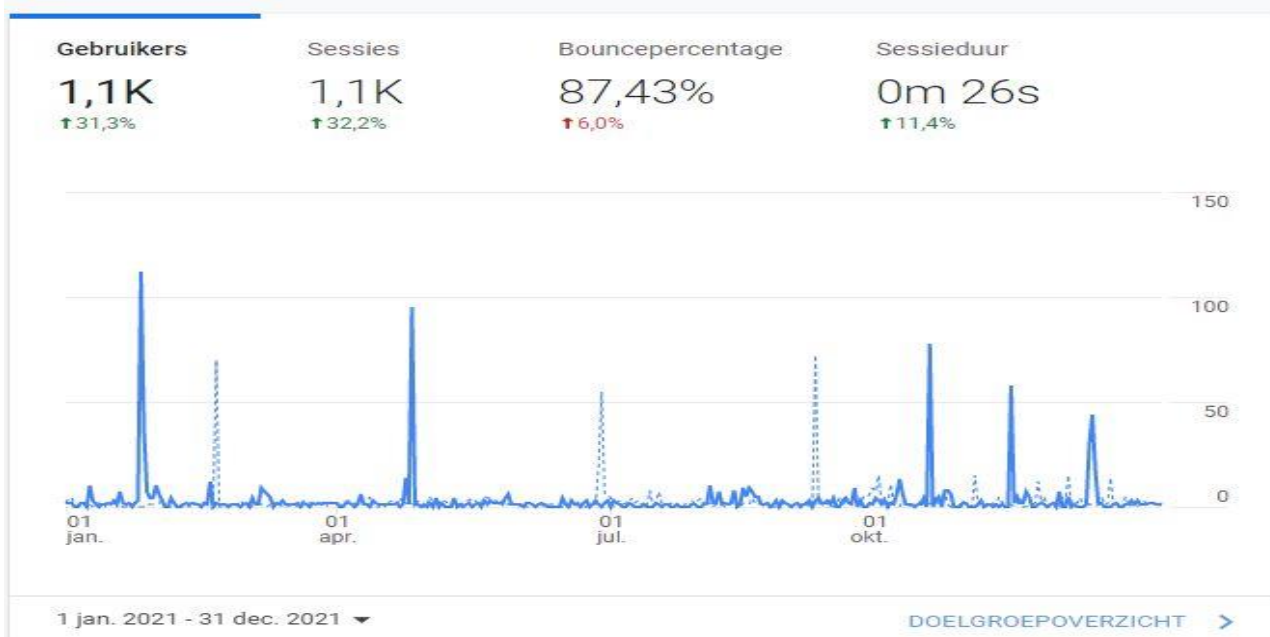 Gebruikers Sessies Bouncepercentage Sessieduur
1,1K 1,1K 87,43% 0m 26s
31,3% 32,2% 6,0% 11,4%
150
100
50
0
01 01 01 01
jan. apr. jul. okt.
1 jan. 2021 - 31 dec. 2021 DOELGROEPOVERZICHT